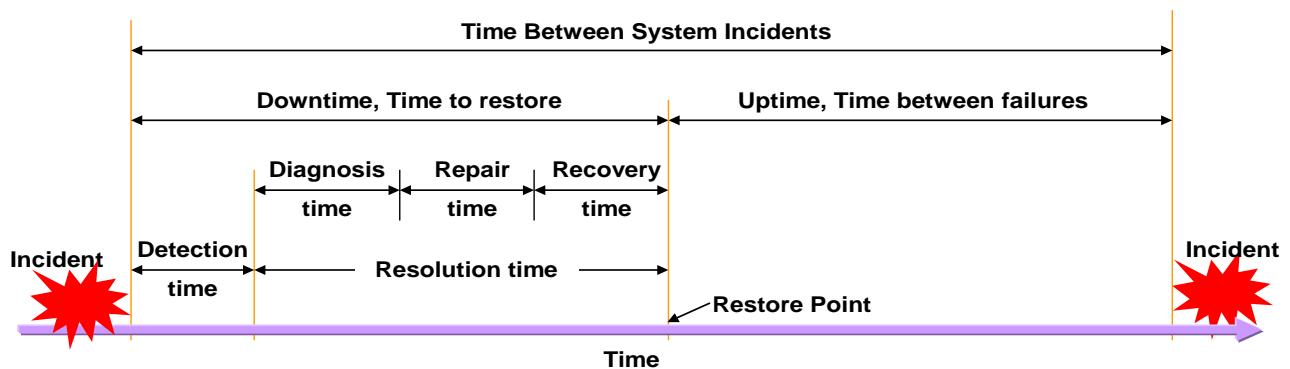 Time Between System Incidents
Downtime, Time to restore
Uptime, Time between failures
Diagnosis
time
Repair
time
Recovery
time
Incident
Detection
time
Resolution time
Incident
Restore Point
Time